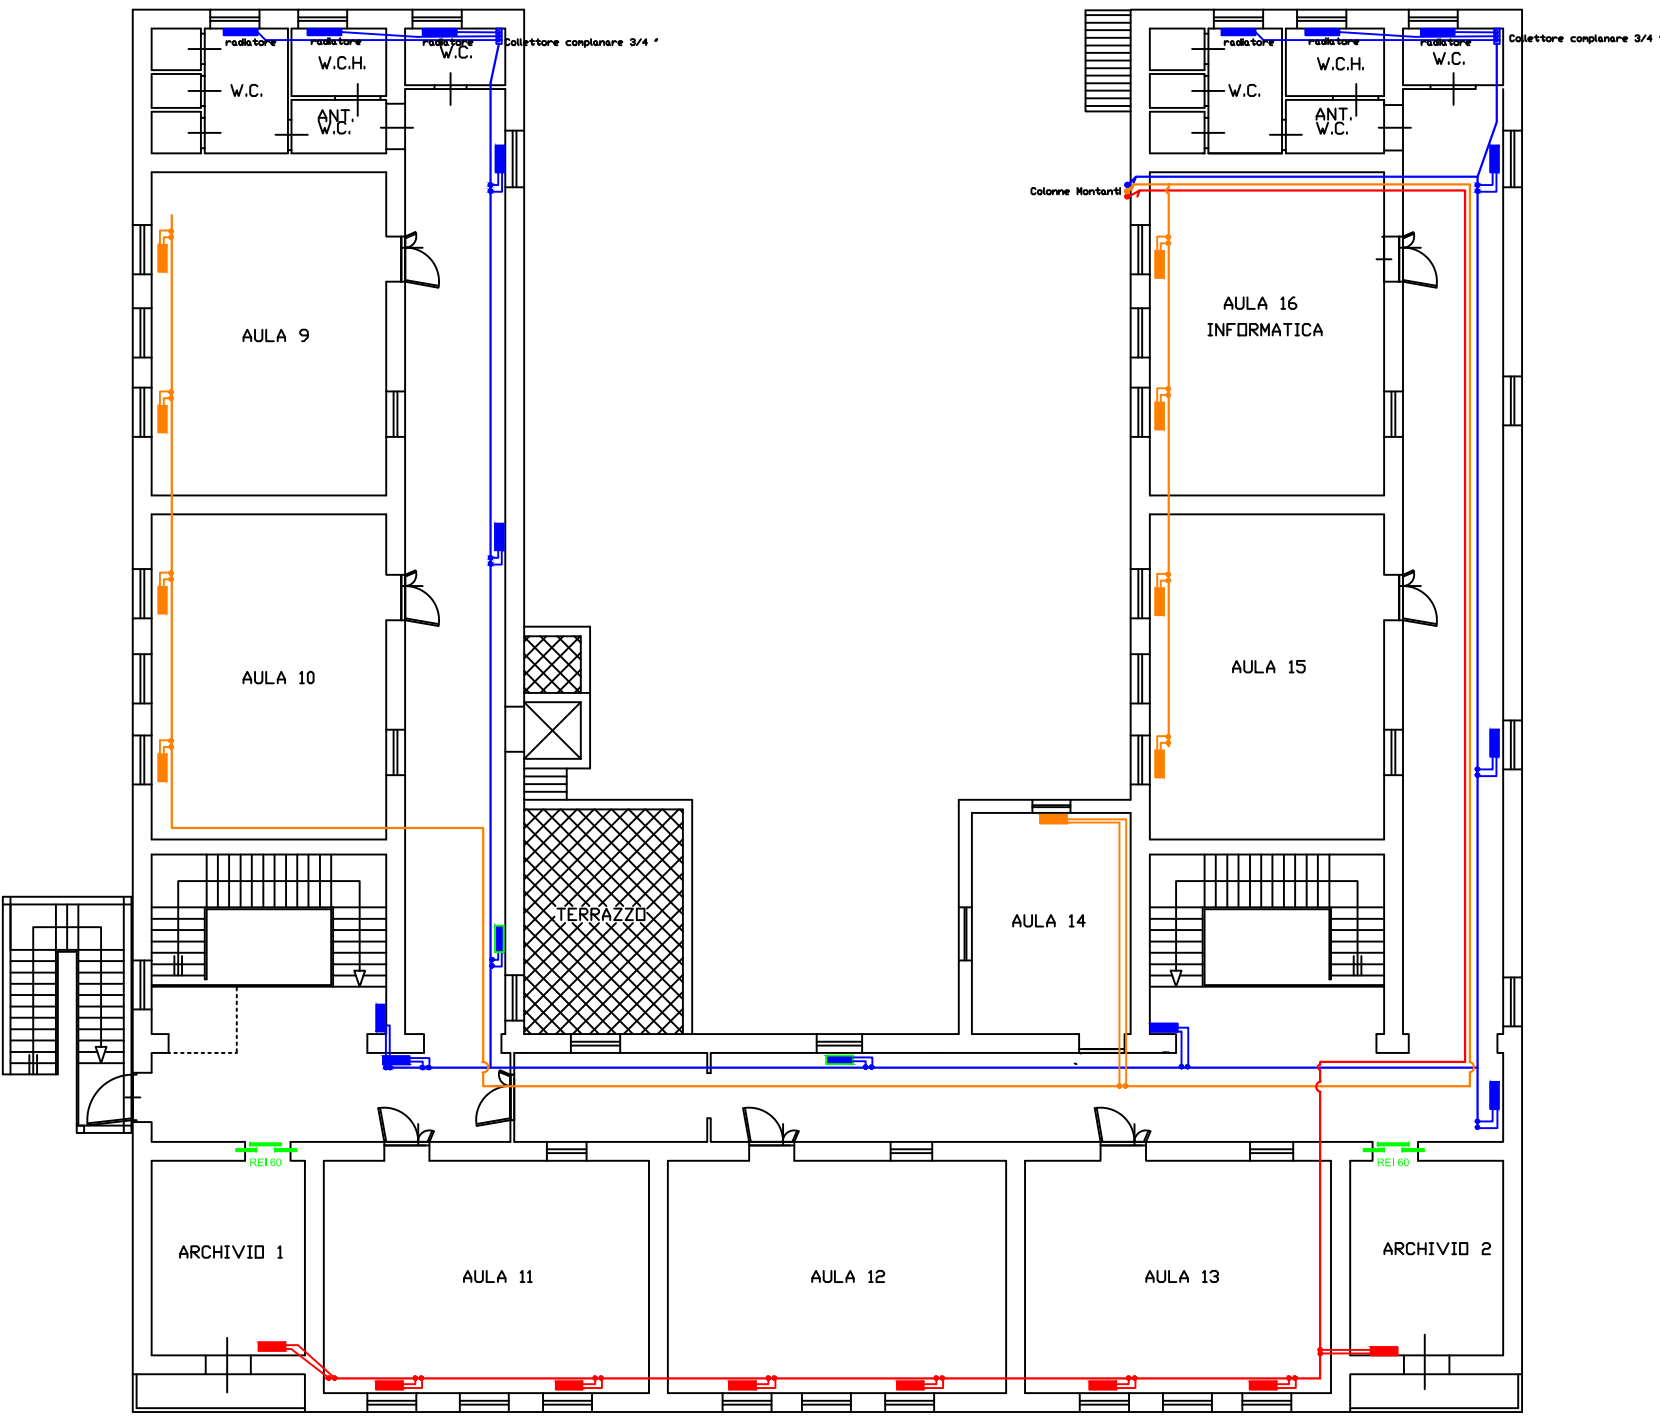 radiatore
radiatore
radiatore
Collettore complanare 3/4 "
W.C.
W.C.H.
W.C.
ANT.
W.C.
radiatore
radiatore
radiatore
Collettore complanare 3/4 "
W.C.
W.C.H.
W.C.
ANT.
W.C.
Colonne Montanti
AULA 9
AULA 16
INFORMATICA
AULA 10
AULA 15
TERRAZZO
AULA 14
REI 60
REI 60
ARCHIVIO 1
AULA 11
AULA 12
AULA 13
ARCHIVIO 2